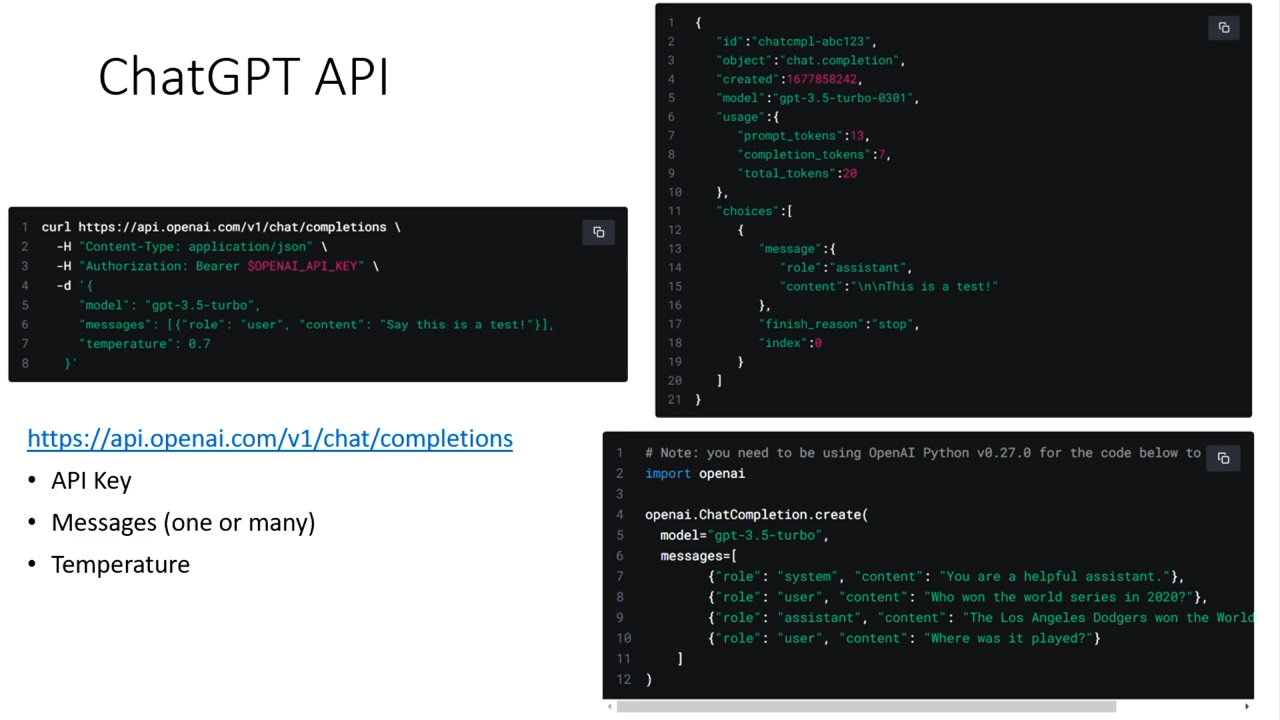 ChatGPT API
1 curl https://api.openai.com/v1/chat/completions \
2 -H "Content-Type: application/json" \
3 -H "Authorization: Bearer $OPENAI_API_KEY" \
4 -d '{
5 "model": "gpt-3.5-turbo",
6 "messages": [{"role": "user", "content": "Say this is a test!"}],
7 "temperature": 0.7
8 }'
https://api.openai.com/v1/chat/completions
• API Key
• Messages (one or many)
• Temperature
1 {
2 "id":"chatcmpl-abc123",
3 "object":"chat.completion",
4 "created":1677858242,
5 "model":"gpt-3.5-turbo-0301",
6 "usage":{
7 "prompt_tokens":13,
8 "completion_tokens":7,
9 "total_tokens":20
10 },
11 "choices":[
12 {
13 "message":{
14 "role":"assistant",
15 "content":"\n\nThis is a test!"
16 },
17 "finish_reason":"stop",
18 "index":0
19 }
20 ]
21 }
1 # Note: you need to be using OpenAI Python v0.27.0 for the code below to
2 import openai
3
4 openai.ChatCompletion.create(
5 model="gpt-3.5-turbo",
6 messages=[
7 {"role": "system", "content": "You are a helpful assistant."},
8 {"role": "user", "content": "Who won the world series in 2020?"},
9 {"role": "assistant", "content": "The Los Angeles Dodgers won the World
10 {"role": "user", "content": "Where was it played?"}
11 ]
12 )